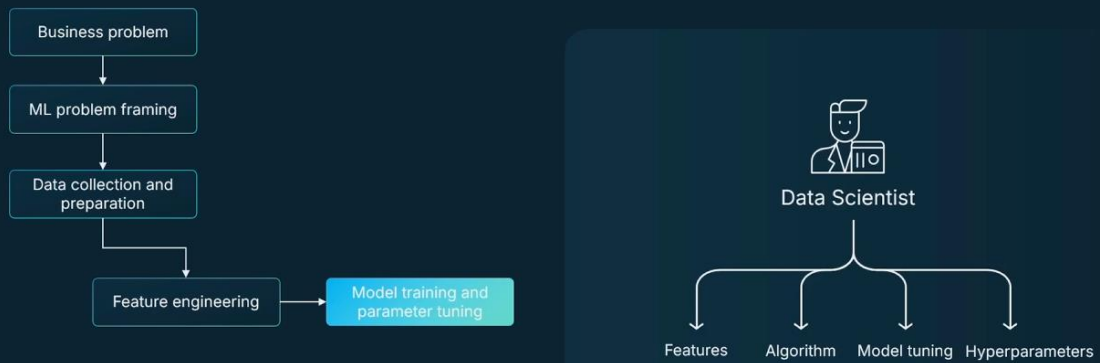 Business problem
ML problem framing
Data collection and
preparation
Feature engineering
Model training and
parameter tuning
Data Scientist
Features
Algorithm
Model tuning
Hyperparameters